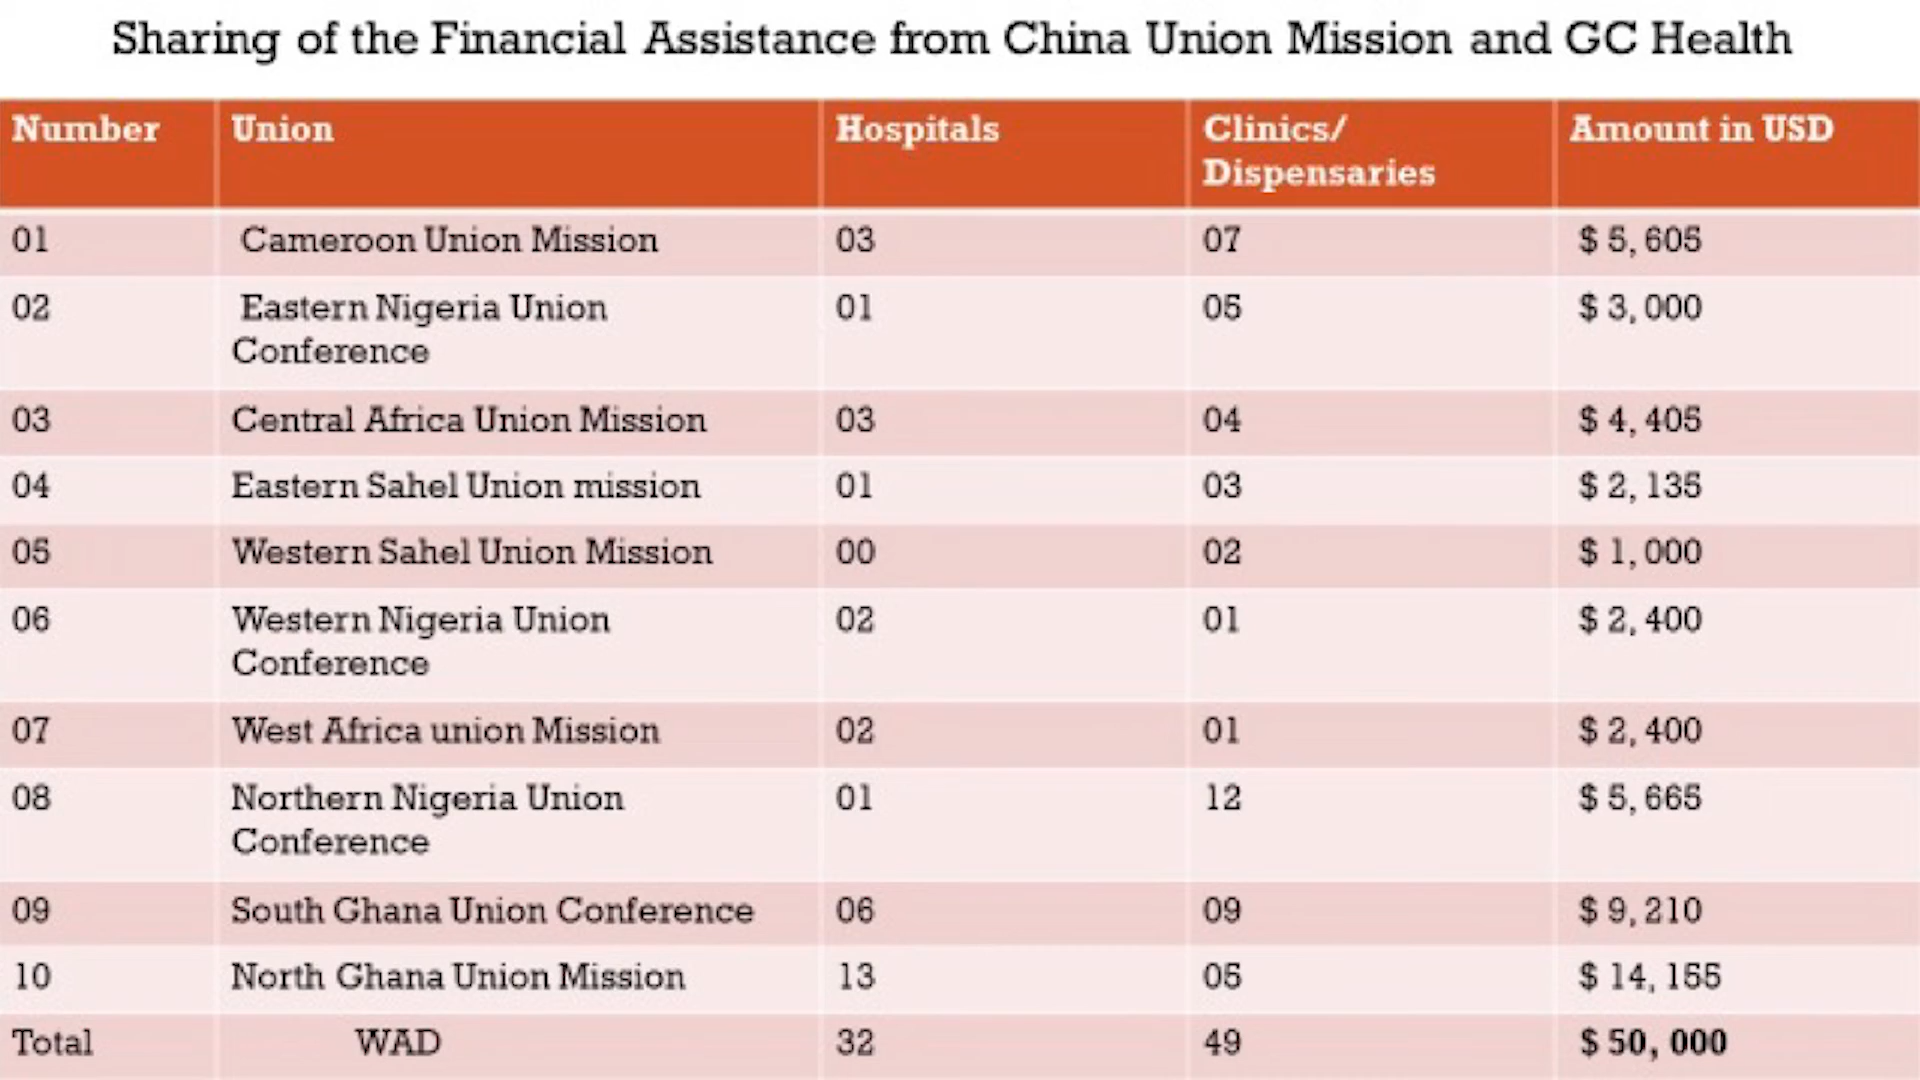 Sharing of the Financial Assistance from China Union Mission and GC Health
Number Union Hospitals Clinics/ Dispensaries Amount in USD
01 Cameroon Union Mission 03 07 $ 5, 605
02 Eastern Nigeria Union Conference 01 05 $ 3, 000
03 Central Africa Union Mission 03 04 $ 4, 405
04 Eastern Sahel Union mission 01 03 $ 2, 135
05 Western Sahel Union Mission 00 02 $ 1, 000
06 Western Nigeria Union Conference 02 01 $ 2, 400
07 West Africa union Mission 02 01 $ 2, 400
08 Northern Nigeria Union Conference 01 12 $ 5, 665
09 South Ghana Union Conference 06 09 $ 9, 210
10 North Ghana Union Mission 13 05 $ 14, 155
Total WAD 32 49 $ 50, 000